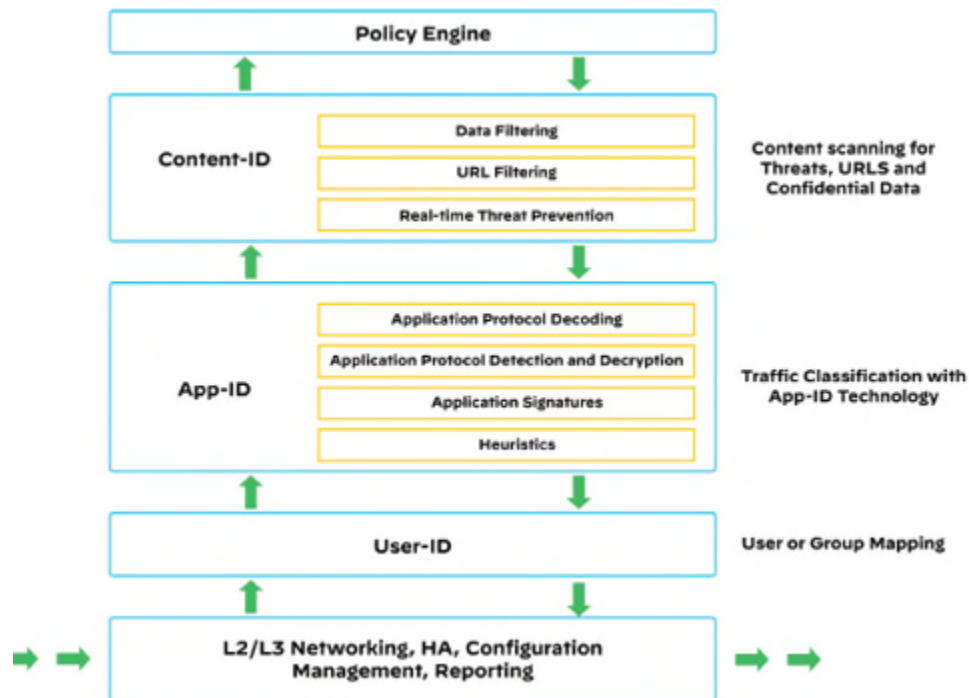 Policy Engine
Content-ID
Data Filtering
URL Filtering
Real-time Threat Prevention
Content scanning for
Threats, URLS and
Confidential Data
App-ID
Application Protocol Decoding
Application Protocol Detection and Decryption
Application Signatures
Heuristics
Traffic Classification with
App-ID Technology
User-ID
User or Group Mapping
L2/L3 Networking, HA, Configuration
Management, Reporting